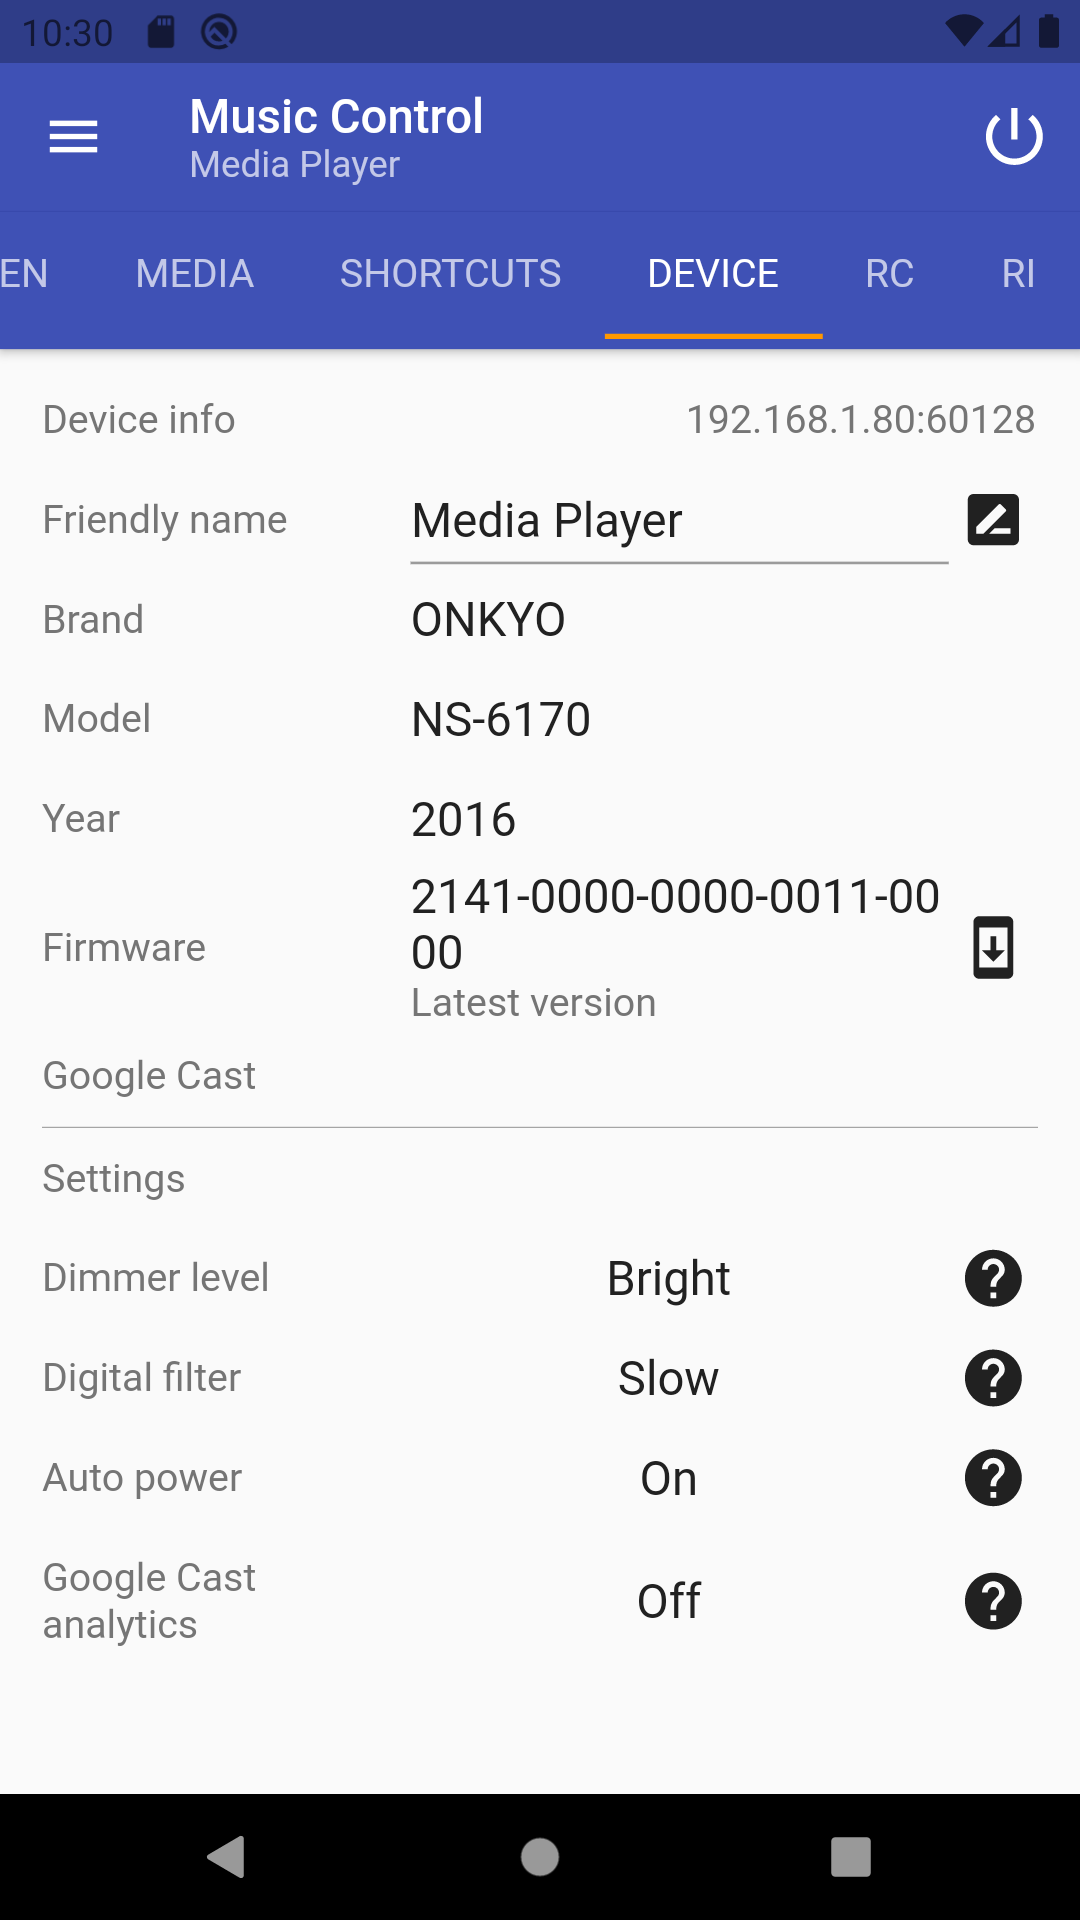 10:30
Music Control
Media Player
EN MEDIA SHORTCUTS DEVICE RC RI
Device info 192.168.1.80:60128
Friendly name Media Player
Brand ONKYO
Model NS-6170
Year 2016
2141-0000-0000-0011-00
00
Firmware
Latest version
Google Cast
Settings
Dimmer level Bright
Digital filter Slow
Auto power On
Google Cast
analytics
Off